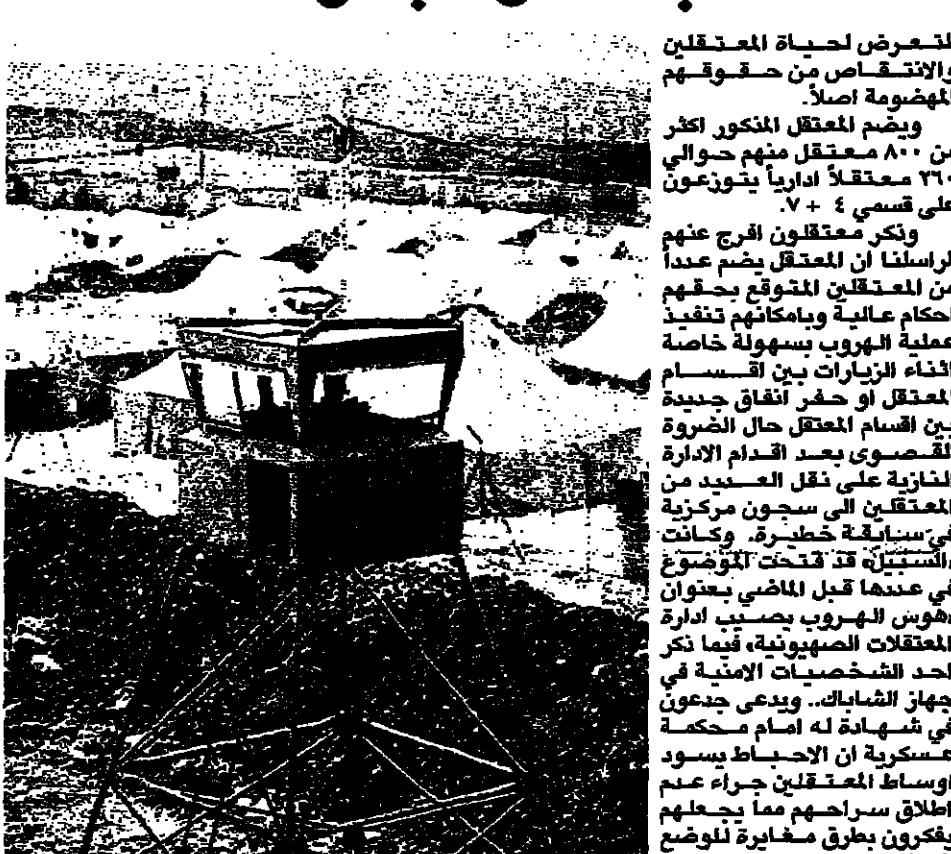 لتعرض لحياة المعتقلين
والانتقاص من حقوقهم
المهضومة اصلاً.
ويضم المعتقل المذكور اكثر
من ٨٠٠ معتقل منهم حوالي
٢٦٠ معتقلاً ادارياً يتوزعون
على قسمي ٤ + ٧.
وذكر معتقلون افرج عنهم
لراسلنا ان المعتقل يضم عدداً
من المعتقلين المتوقع بحقهم
احكام عالية وبامكانهم تنفيذ
عملية الهروب بسهولة خاصة
اثناء الزيارات بين اقسام
المعتقل او حفر انفاق جديدة
بين اقسام المعتقل حال الضروة
القصوى بعد اقدام الادارة
النازية على نقل العديد من
المعتقلين الى سجون مركزية
في سابقة خطيرة. وكانت
«السبيل» قد فتحت الموضوع
في عددها قبل الماضي بعنوان
«هوس الهروب يصيب ادارة
المعتقلات الصهيونية» فيما ذكر
احد الشخصيات الامنية في
جهاز الشاباك.. ويدعى جدعون
في شهادة له امام محكمة
عسكرية ان الاحباط يسود
اوساط المعتقلين جراء عدم
اطلاق سراحهم مما يجعلهم
يفكرون بطرق مغايرة للوضع